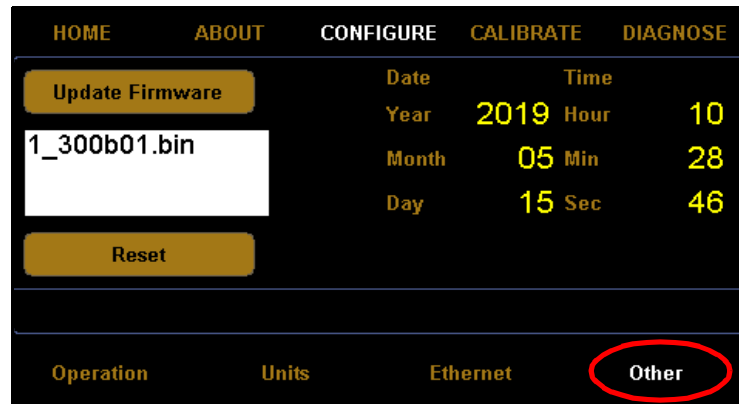 HOME ABOUT CONFIGURE CALIBRATE DIAGNOSE
Update Firmware
1_300b01.bin
Reset
Date Time
Year 2019 Hour 10
Month 05 Min 28
Day 15 Sec 46
Operation Units Ethernet Other